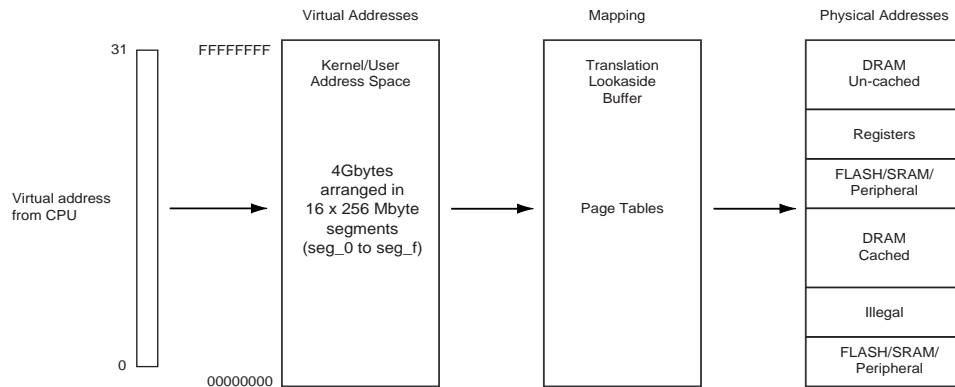 Virtual Addresses
Mapping
Physical Addresses
31
FFFFFFFF
Kernel/User
Address Space
Translation
Lookaside
Buffer
DRAM
Un-cached
Registers
Virtual address
from CPU
4Gbytes
arranged in
16 x 256 Mbyte
segments
(seg_0 to seg_f)
Page Tables
FLASH/SRAM/
Peripheral
DRAM
Cached
Illegal
0
00000000
FLASH/SRAM/
Peripheral